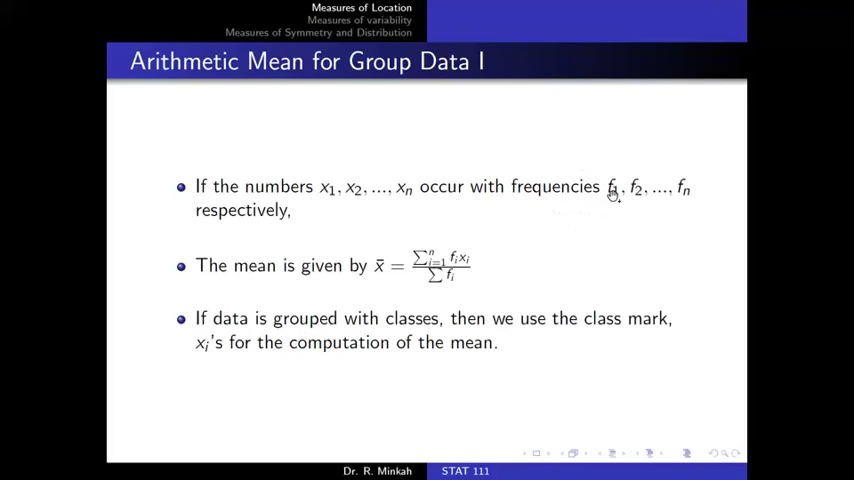 Measures of Location
Measures of variability
Measures of Symmetry and Distribution
Arithmetic Mean for Group Data I
If the numbers x₁, x₂, ..., xₙ occur with frequencies f₁, f₂, ..., fₙ
respectively,
The mean is given by x̄ = ∑ⁿᵢ₌₁ fᵢxᵢ / ∑ fᵢ
If data is grouped with classes, then we use the class mark,
xᵢ's for the computation of the mean.
Dr. R. Minkah STAT 111